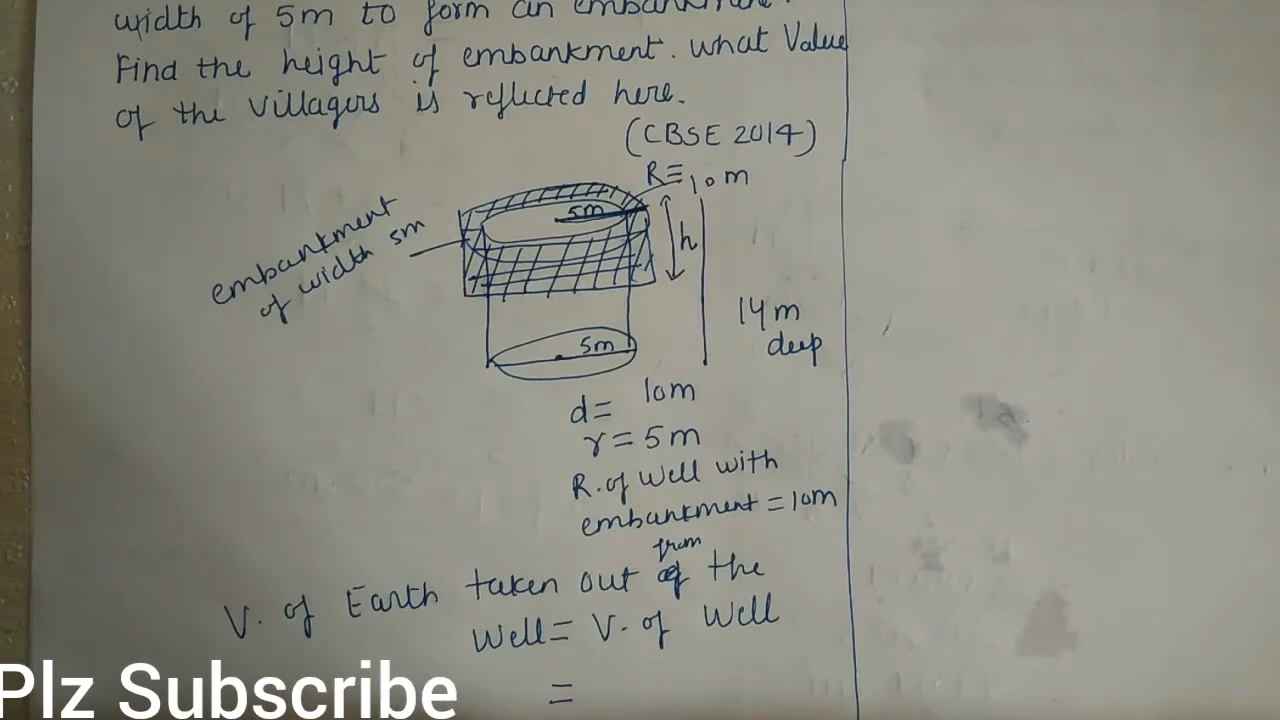 width of 5m to form an embankment.
Find the height of embankment. what Value
of the villagers is reflected here.
(CBSE 2014)
R = 10 m
5m
embankment
of width 5m
h
14m
deep
5m
d = 10m
r = 5m
R. of well with
embankment = 10m
from
V. of Earth taken out of the
Well = V. of Well
=
Plz Subscribe